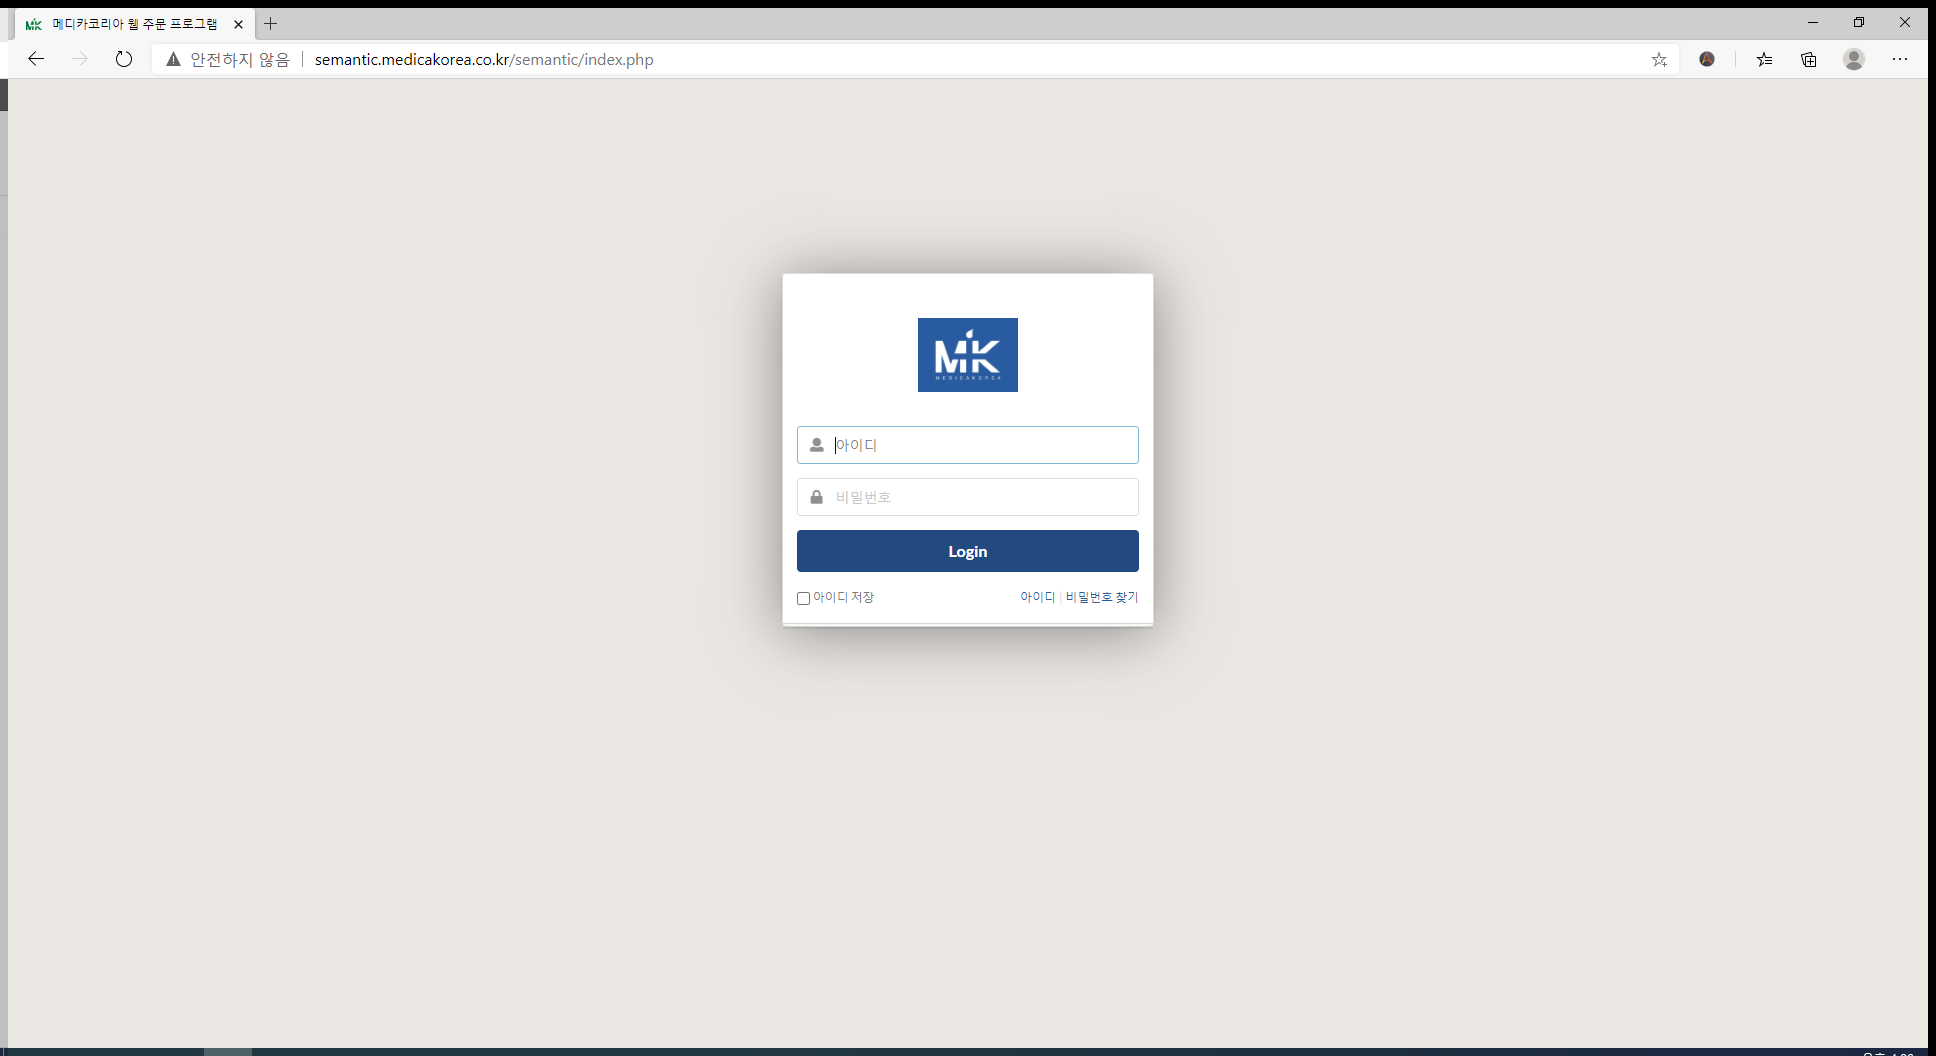 MK 메디카코리아 웹 주문 프로그램
안전하지 않음 | semantic.medicakorea.co.kr/semantic/index.php
MK
MEDICAKOREA
아이디
비밀번호
Login
아이디 저장
아이디 | 비밀번호 찾기